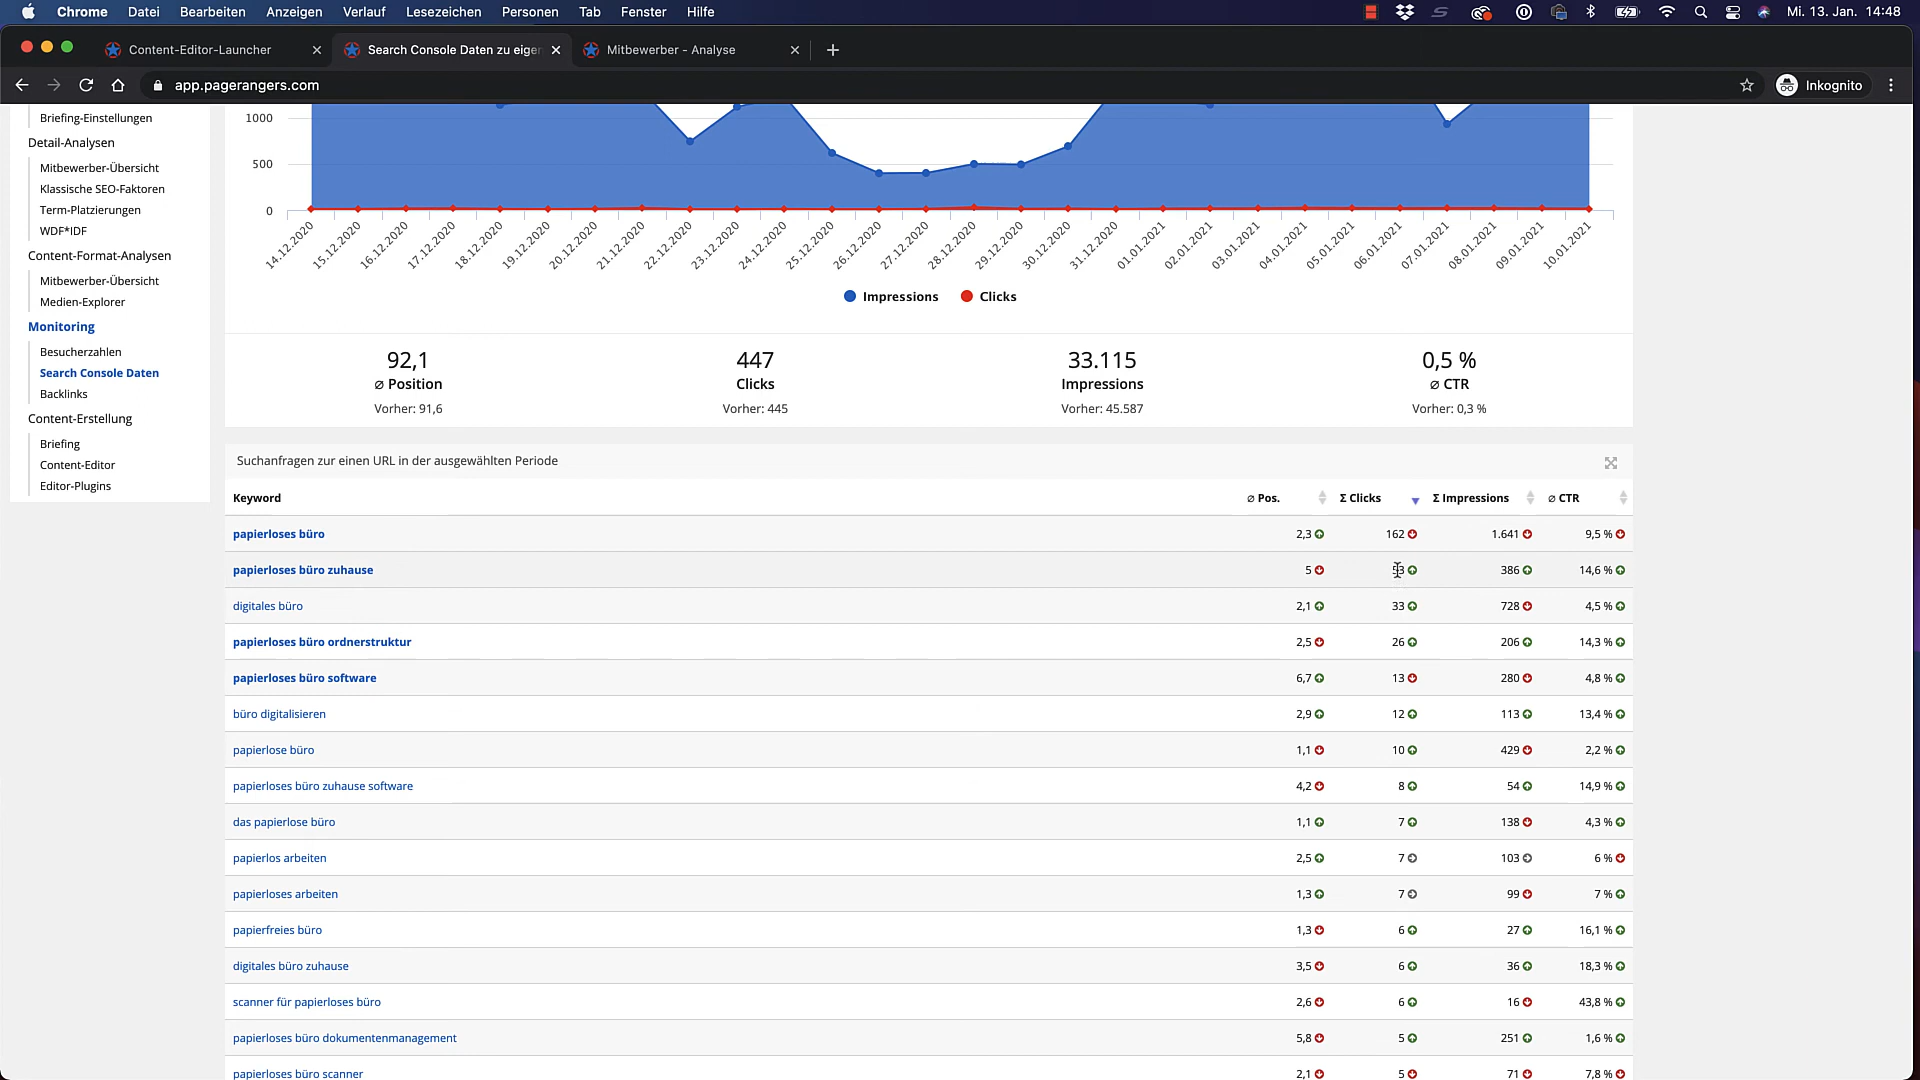 Chrome Datei Bearbeiten Anzeigen Verlauf Lesezeichen Personen Tab Fenster Hilfe Mi. 13. Jan. 14:48
Content-Editor-Launcher
Search Console Daten zu eige
Mitbewerber - Analyse
app.pagerangers.com
Inkognito
Briefing-Einstellungen
Detail-Analysen
Mitbewerber-Übersicht
Klassische SEO-Faktoren
Term-Platzierungen
WDF*IDF
Content-Format-Analysen
Mitbewerber-Übersicht
Medien-Explorer
Monitoring
Besucherzahlen
Search Console Daten
Backlinks
Content-Erstellung
Briefing
Content-Editor
Editor-Plugins
1000
500
0
14.12.2020 15.12.2020 16.12.2020 17.12.2020 18.12.2020 19.12.2020 20.12.2020 21.12.2020 22.12.2020 23.12.2020 24.12.2020 25.12.2020 26.12.2020 27.12.2020 28.12.2020 29.12.2020 30.12.2020 31.12.2020 01.01.2021 02.01.2021 03.01.2021 04.01.2021 05.01.2021 06.01.2021 07.01.2021 08.01.2021 09.01.2021 10.01.2021
Impressions Clicks
92,1 447 33.115 0,5 %
⌀ Position Clicks Impressions ⌀ CTR
Vorher: 91,6 Vorher: 445 Vorher: 45.587 Vorher: 0,3 %
Suchanfragen zur einen URL in der ausgewählten Periode
Keyword ⌀ Pos. Σ Clicks Σ Impressions ⌀ CTR
papierloses büro 2,3 162 1.641 9,5 %
papierloses büro zuhause 5 386 14,6 %
digitales büro 2,1 33 728 4,5 %
papierloses büro ordnerstruktur 2,5 26 206 14,3 %
papierloses büro software 6,7 13 280 4,8 %
büro digitalisieren 2,9 12 113 13,4 %
papierlose büro 1,1 10 429 2,2 %
papierloses büro zuhause software 4,2 8 54 14,9 %
das papierlose büro 1,1 7 138 4,3 %
papierlos arbeiten 2,5 7 103 6 %
papierloses arbeiten 1,3 7 99 7 %
papierfreies büro 1,3 6 27 16,1 %
digitales büro zuhause 3,5 6 36 18,3 %
scanner für papierloses büro 2,6 6 16 43,8 %
papierloses büro dokumentenmanagement 5,8 5 251 1,6 %
papierloses büro scanner 2,1 5 71 7,8 %